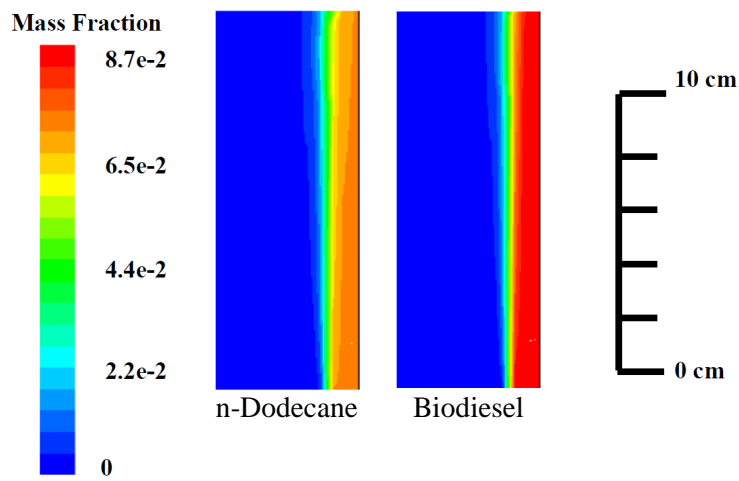 Mass Fraction
8.7e-2
6.5e-2
4.4e-2
2.2e-2
0
n-Dodecane
Biodiesel
10 cm
0 cm